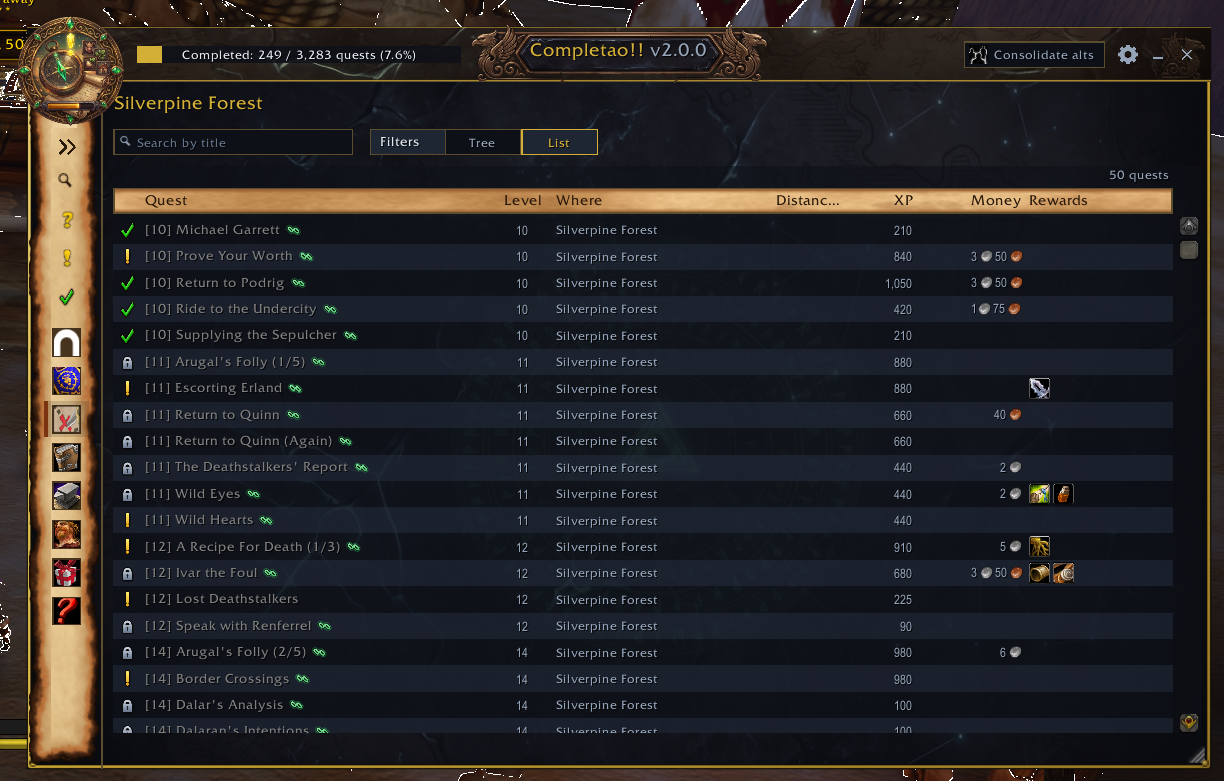 away
.50
Completed: 249 / 3,283 quests (7.6%)
Completao!! v2.0.0
Consolidate alts
Silverpine Forest
Search by title
Filters Tree List
50 quests
Quest Level Where Distanc... XP Money Rewards
[10] Michael Garrett 10 Silverpine Forest 210
[10] Prove Your Worth 10 Silverpine Forest 840 3 50
[10] Return to Podrig 10 Silverpine Forest 1,050 3 50
[10] Ride to the Undercity 10 Silverpine Forest 420 1 75
[10] Supplying the Sepulcher 10 Silverpine Forest 210
[11] Arugal's Folly (1/5) 11 Silverpine Forest 880
[11] Escorting Erland 11 Silverpine Forest 880
[11] Return to Quinn 11 Silverpine Forest 660 40
[11] Return to Quinn (Again) 11 Silverpine Forest 660
[11] The Deathstalkers' Report 11 Silverpine Forest 440 2
[11] Wild Eyes 11 Silverpine Forest 440 2
[11] Wild Hearts 11 Silverpine Forest 440
[12] A Recipe For Death (1/3) 12 Silverpine Forest 910 5
[12] Ivar the Foul 12 Silverpine Forest 680 3 50
[12] Lost Deathstalkers 12 Silverpine Forest 225
[12] Speak with Renferrel 12 Silverpine Forest 90
[14] Arugal's Folly (2/5) 14 Silverpine Forest 980 6
[14] Border Crossings 14 Silverpine Forest 980
[14] Dalar's Analysis 14 Silverpine Forest 100
[14] Dalaran's Intentions 14 Silverpine Forest 100